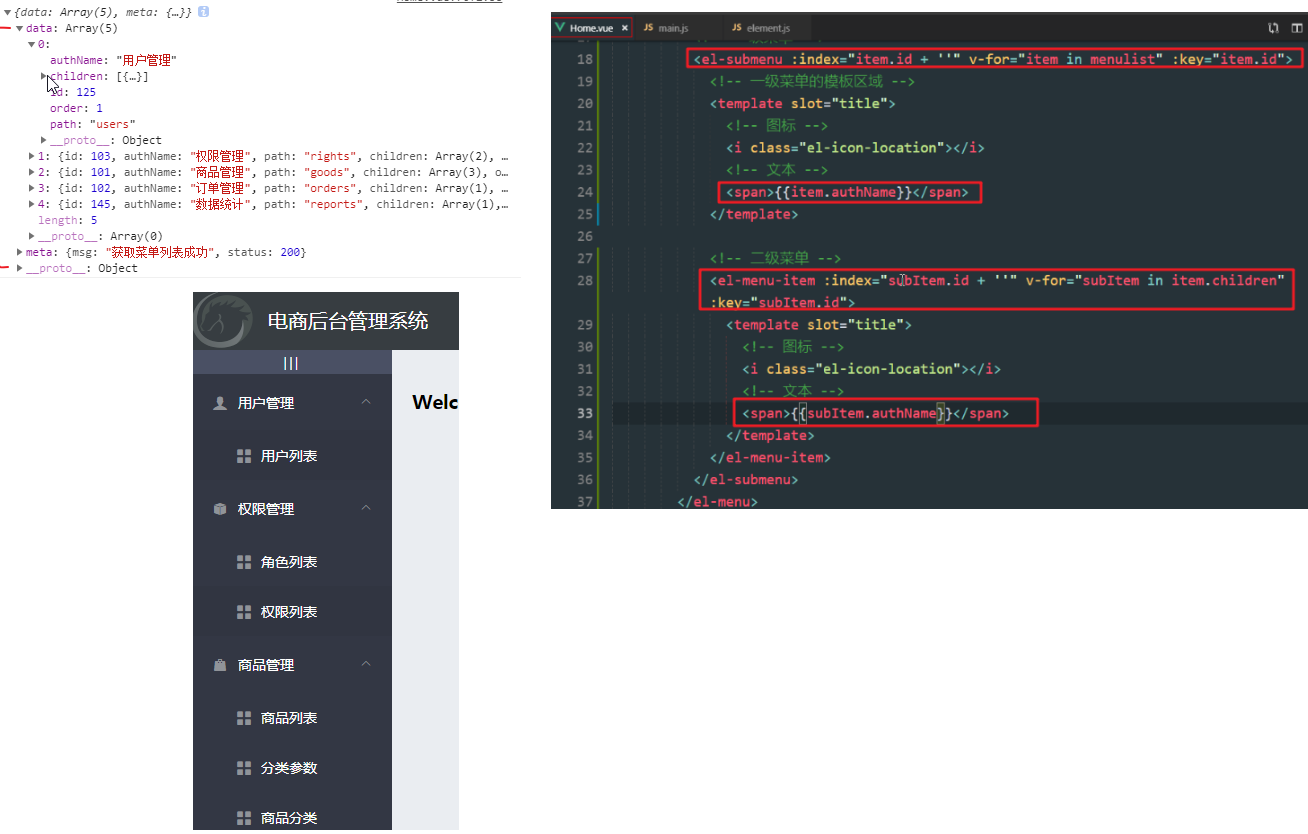 {data: Array(5), meta: {…}}
data: Array(5)
0:
authName: "用户管理"
children: [{…}]
id: 125
order: 1
path: "users"
__proto__: Object
1: {id: 103, authName: "权限管理", path: "rights", children: Array(2), …
2: {id: 101, authName: "商品管理", path: "goods", children: Array(3), o…
3: {id: 102, authName: "订单管理", path: "orders", children: Array(1), …
4: {id: 145, authName: "数据统计", path: "reports", children: Array(1),…
length: 5
__proto__: Array(0)
meta: {msg: "获取菜单列表成功", status: 200}
__proto__: Object
电商后台管理系统
|||
用户管理
Welc
用户列表
权限管理
角色列表
权限列表
商品管理
商品列表
分类参数
商品分类
Home.vue × JS main.js JS element.js
18 <el-submenu :index="item.id + ''" v-for="item in menulist" :key="item.id">
19 <!-- 一级菜单的模板区域 -->
20 <template slot="title">
21 <!-- 图标 -->
22 <i class="el-icon-location"></i>
23 <!-- 文本 -->
24 <span>{{item.authName}}</span>
25 </template>
26
27 <!-- 二级菜单 -->
28 <el-menu-item :index="subItem.id + ''" v-for="subItem in item.children"
:key="subItem.id">
29 <template slot="title">
30 <!-- 图标 -->
31 <i class="el-icon-location"></i>
32 <!-- 文本 -->
33 <span>{{subItem.authName}}</span>
34 </template>
35 </el-menu-item>
36 </el-submenu>
37 </el-menu>